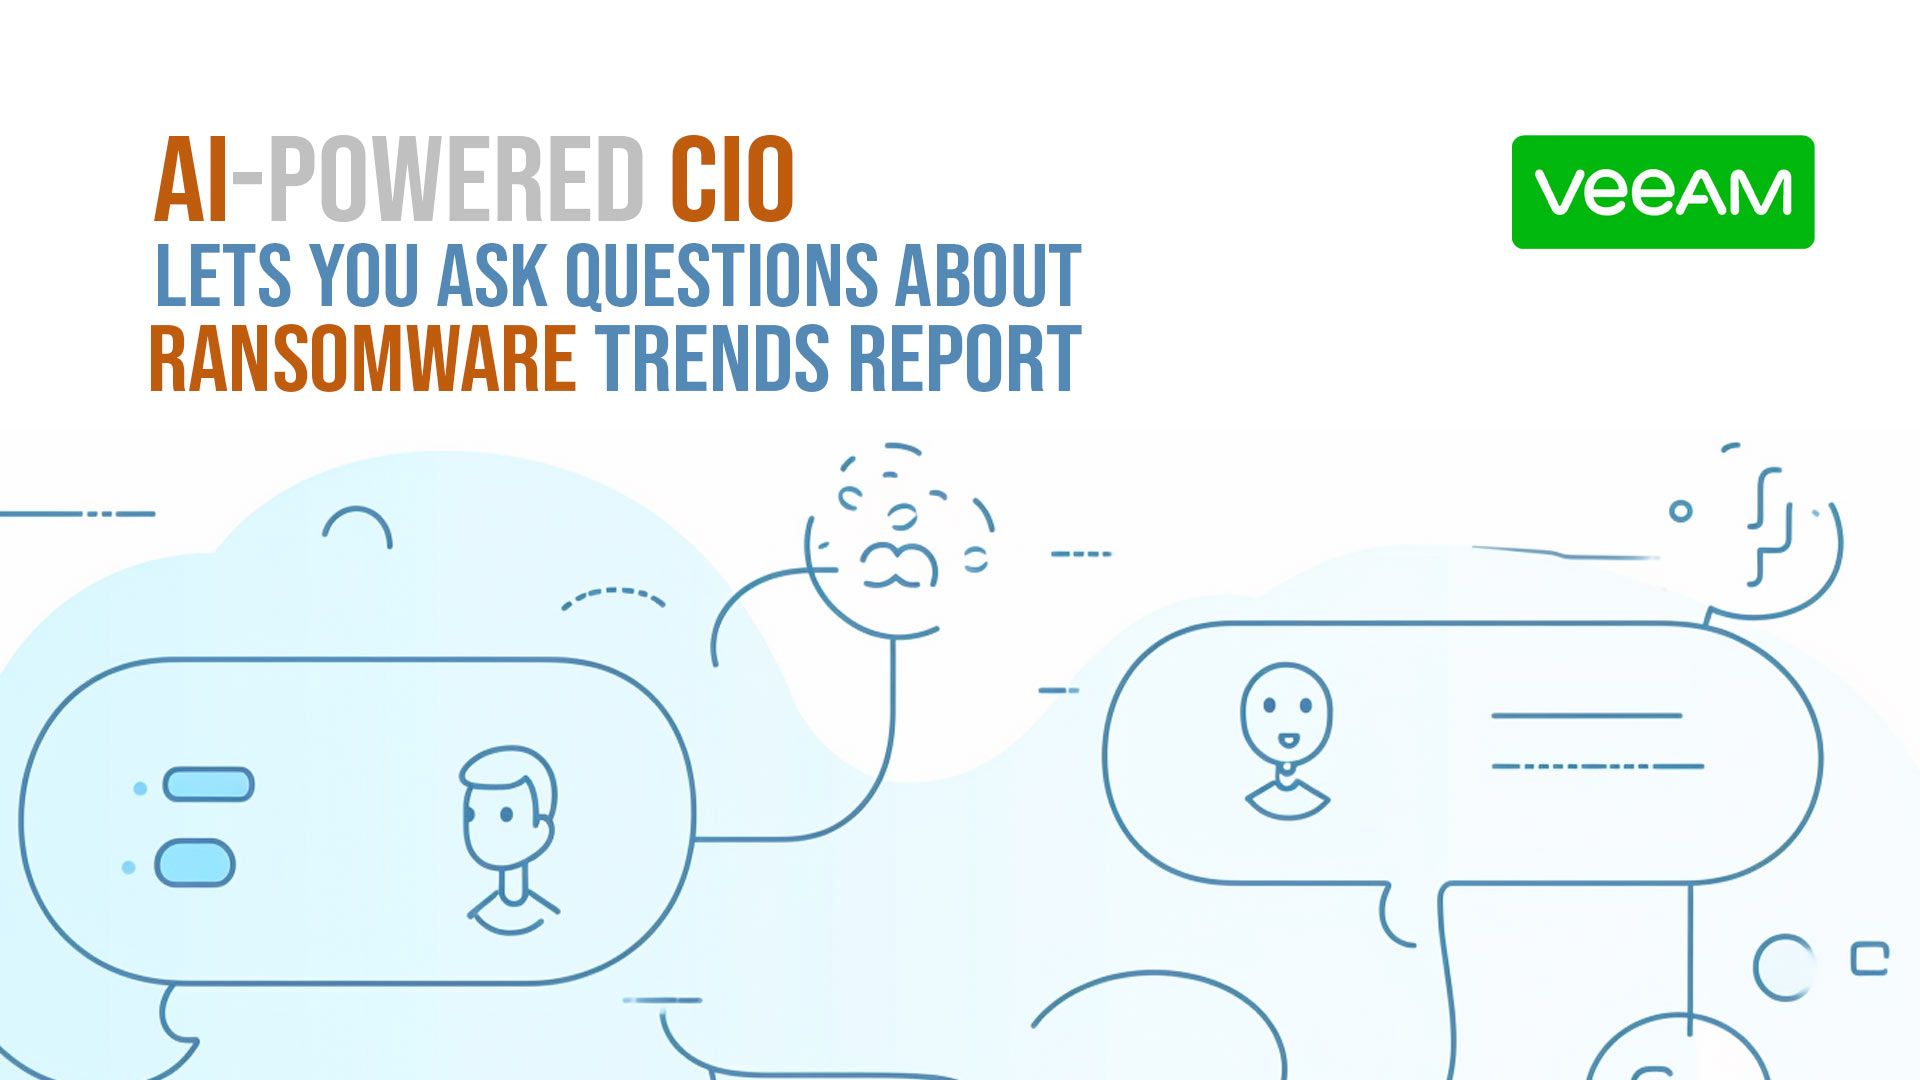 AI-POWERED CIO
LETS YOU ASK QUESTIONS ABOUT
RANSOMWARE TRENDS REPORT
veeAM